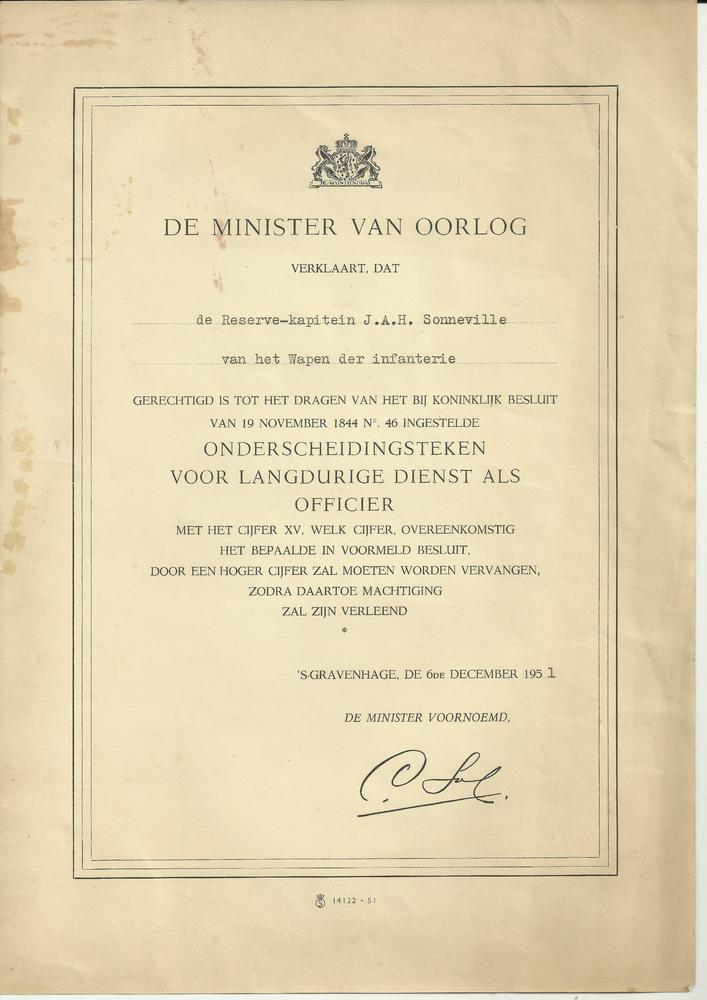 JE MAINTIENDRAI
DE MINISTER VAN OORLOG
VERKLAART, DAT
de Reserve-kapitein J.A.H. Sonneville
van het Wapen der infanterie
GERECHTIGD IS TOT HET DRAGEN VAN HET BIJ KONINKLIJK BESLUIT
VAN 19 NOVEMBER 1844 Nº. 46 INGESTELDE
ONDERSCHEIDINGSTEKEN
VOOR LANGDURIGE DIENST ALS
OFFICIER
MET HET CIJFER XV, WELK CIJFER, OVEREENKOMSTIG
HET BEPAALDE IN VOORMELD BESLUIT,
DOOR EEN HOGER CIJFER ZAL MOETEN WORDEN VERVANGEN,
ZODRA DAARTOE MACHTIGING
ZAL ZIJN VERLEEND
*
'S-GRAVENHAGE, DE 6DE DECEMBER 1951
DE MINISTER VOORNOEMD,
14122 - 51